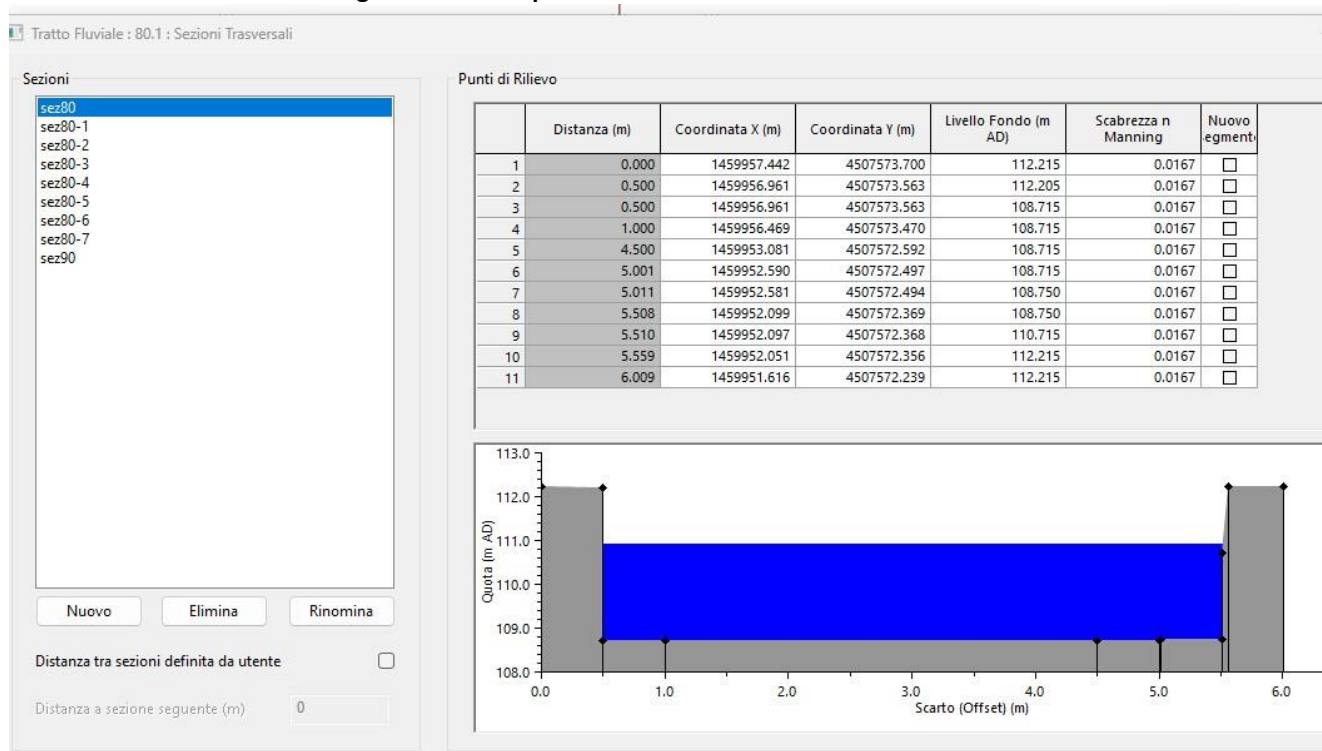 Tratto Fluviale : 80.1 : Sezioni Trasversali
Sezioni
sez80
sez80-1
sez80-2
sez80-3
sez80-4
sez80-5
sez80-6
sez80-7
sez90
Nuovo Elimina Rinomina
Distanza tra sezioni definita da utente
Distanza a sezione seguente (m) 0
Punti di Rilievo
Distanza (m) Coordinata X (m) Coordinata Y (m) Livello Fondo (m AD) Scabrezza n Manning Nuovo egment
1 0.000 1459957.442 4507573.700 112.215 0.0167
2 0.500 1459956.961 4507573.563 112.205 0.0167
3 0.500 1459956.961 4507573.563 108.715 0.0167
4 1.000 1459956.469 4507573.470 108.715 0.0167
5 4.500 1459953.081 4507572.592 108.715 0.0167
6 5.001 1459952.590 4507572.497 108.715 0.0167
7 5.011 1459952.581 4507572.494 108.750 0.0167
8 5.508 1459952.099 4507572.369 108.750 0.0167
9 5.510 1459952.097 4507572.368 110.715 0.0167
10 5.559 1459952.051 4507572.356 112.215 0.0167
11 6.009 1459951.616 4507572.239 112.215 0.0167
Quota (m AD)
113.0
112.0
111.0
110.0
109.0
108.0
0.0 1.0 2.0 3.0 4.0 5.0 6.0
Scarto (Offset) (m)